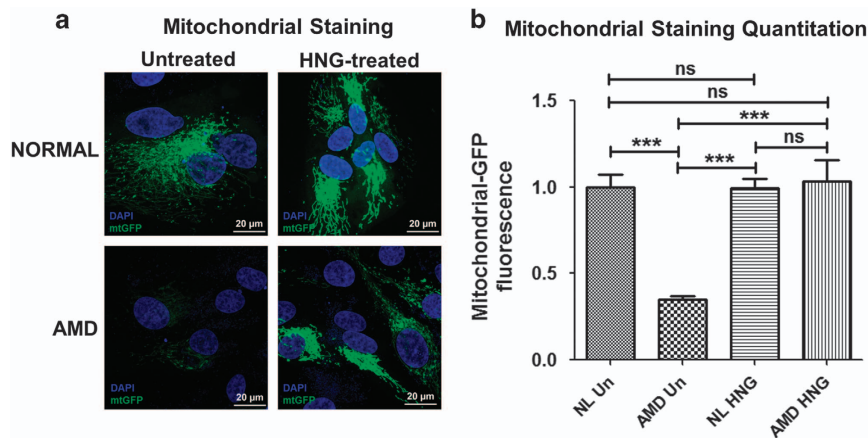 a
Mitochondrial Staining
Untreated
HNG-treated
NORMAL
DAPI
mtGFP
20 µm
DAPI
mtGFP
20 µm
AMD
DAPI
mtGFP
20 µm
DAPI
mtGFP
20 µm
b
Mitochondrial Staining Quantitation
Mitochondrial-GFP
fluorescence
1.5
1.0
0.5
0.0
ns
ns
***
ns
***
***
NL Un
AMD Un
NL HNG
AMD HNG